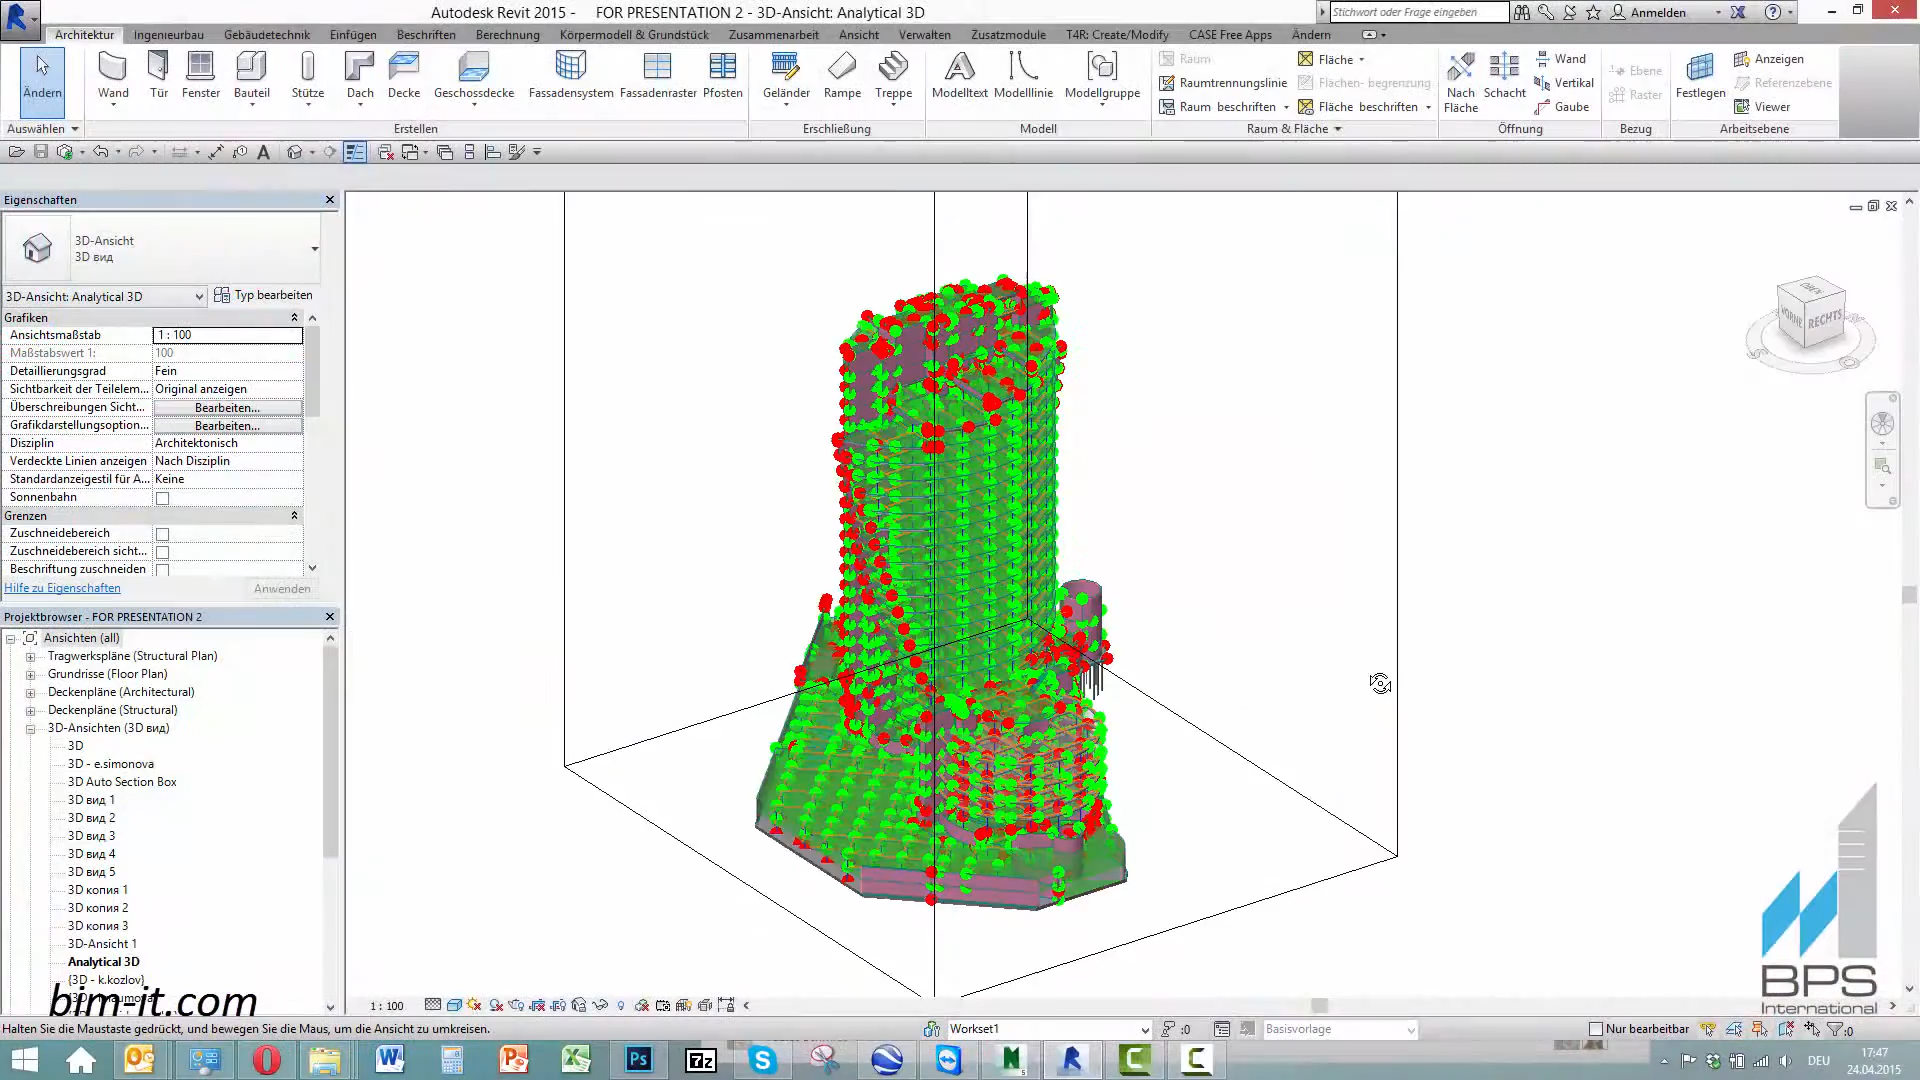 Autodesk Revit 2015 - FOR PRESENTATION 2 - 3D-Ansicht: Analytical 3D
Stichwort oder Frage eingeben
Anmelden
Architektur Ingenieurbau Gebäudetechnik Einfügen Beschriften Berechnung Körpermodell & Grundstück Zusammenarbeit Ansicht Verwalten Zusatzmodule T4R: Create/Modify CASE Free Apps Ändern
Ändern Wand Tür Fenster Bauteil Stütze Dach Decke Geschossdecke Fassadensystem Fassadenraster Pfosten Geländer Rampe Treppe Modelltext Modelllinie Modellgruppe
Raum Fläche
Raumtrennungslinie Flächen- begrenzung
Raum beschriften Fläche beschriften
Nach Fläche Schacht
Wand
Vertikal
Gaube
Ebene
Raster
Festlegen
Anzeigen
Referenzebene
Viewer
Auswählen Erstellen Erschließung Modell Raum & Fläche Öffnung Bezug Arbeitsebene
Eigenschaften
3D-Ansicht
3D вид
3D-Ansicht: Analytical 3D Typ bearbeiten
Grafiken
Ansichtsmaßstab 1 : 100
Maßstabswert 1: 100
Detaillierungsgrad Fein
Sichtbarkeit der Teilelem... Original anzeigen
Überschreibungen Sicht... Bearbeiten...
Grafikdarstellungsoption... Bearbeiten...
Disziplin Architektonisch
Verdeckte Linien anzeigen Nach Disziplin
Standardanzeigestil für A... Keine
Sonnenbahn
Grenzen
Zuschneidebereich
Zuschneidebereich sicht...
Beschriftung zuschneiden
Hilfe zu Eigenschaften Anwenden
Projektbrowser - FOR PRESENTATION 2
Ansichten (all)
Tragwerkspläne (Structural Plan)
Grundrisse (Floor Plan)
Deckenpläne (Architectural)
Deckenpläne (Structural)
3D-Ansichten (3D вид)
3D
3D - e.simonova
3D Auto Section Box
3D вид 1
3D вид 2
3D вид 3
3D вид 4
3D вид 5
3D копия 1
3D копия 2
3D копия 3
3D-Ansicht 1
Analytical 3D
{3D - k.kozlov}
bim-it.com
VORNE RECHTS
BPS
International
1 : 100
Halten Sie die Maustaste gedrückt, und bewegen Sie die Maus, um die Ansicht zu umkreisen.
Workset1 :0 Basisvorlage Nur bearbeitbar :0
DEU
17:47
24.04.2015